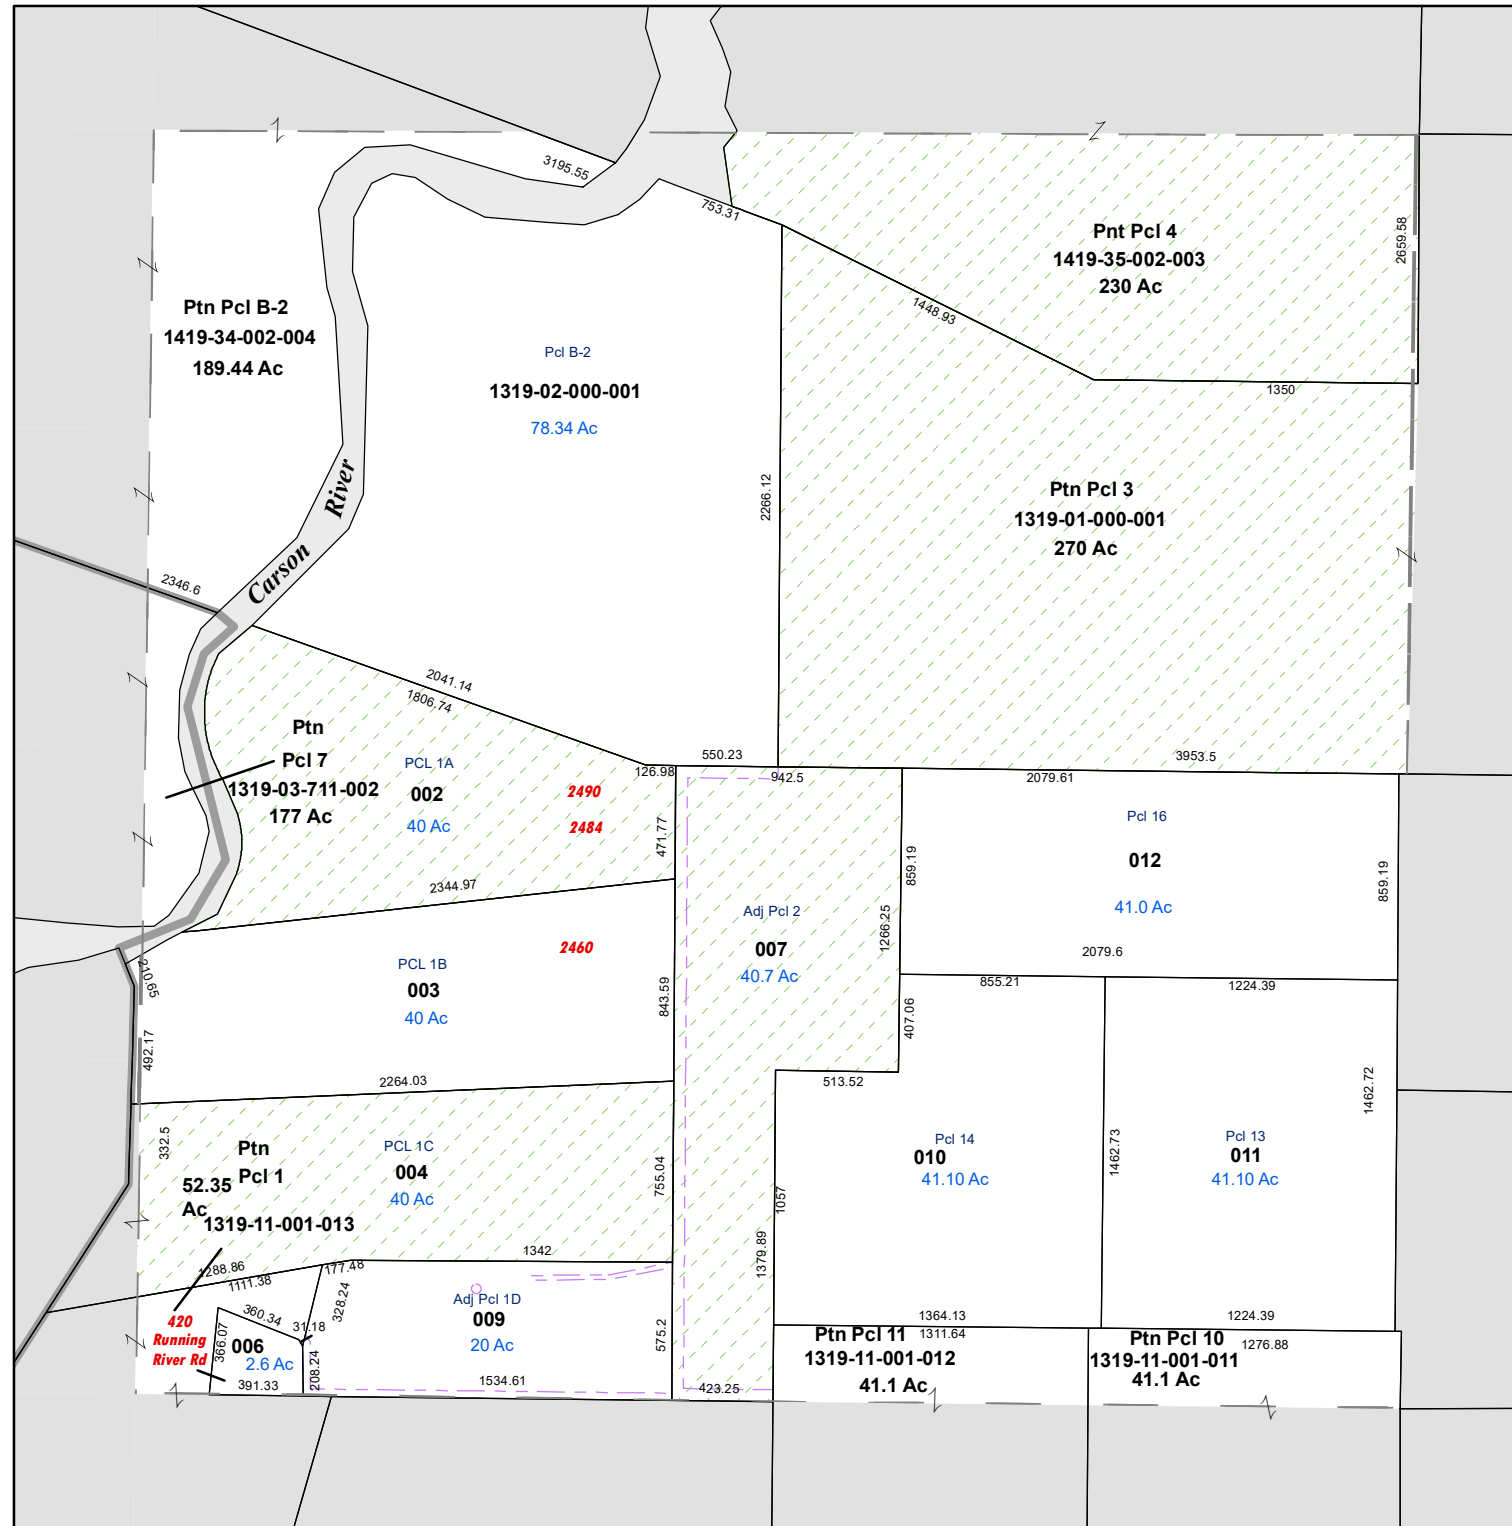 3195.55
753.31
Pnt Pcl 4
1419-35-002-003
230 Ac
2659.58
1448.93
1350
Ptn Pcl B-2
1419-34-002-004
189.44 Ac
Pcl B-2
1319-02-000-001
78.34 Ac
2266.12
Ptn Pcl 3
1319-01-000-001
270 Ac
Carson River
2346.6
2041.14
1806.74
550.23
3953.5
126.98
942.5
2079.61
Ptn
Pcl 7
1319-03-711-002
177 Ac
PCL 1A
002
40 Ac
2490
2484
471.77
2344.97
Pcl 16
012
41.0 Ac
859.19
859.19
2079.6
Adj Pcl 2
007
40.7 Ac
1266.25
PCL 1B
003
40 Ac
2460
843.59
210.65
492.17
2264.03
855.21
1224.39
407.06
513.52
1462.72
1462.73
Pcl 14
010
41.10 Ac
Pcl 13
011
41.10 Ac
332.5
Ptn
Pcl 1
52.35
Ac
1319-11-001-013
PCL 1C
004
40 Ac
755.04
1057
1379.89
1342
1288.86
1111.38
177.48
328.24
360.34
31.18
366.07
006
2.6 Ac
391.33
208.24
420
Running
River Rd
Adj Pcl 1D
009
20 Ac
575.2
1534.61
423.25
1364.13
1224.39
Ptn Pcl 11
1311.64
1319-11-001-012
41.1 Ac
Ptn Pcl 10
1276.88
1319-11-001-011
41.1 Ac